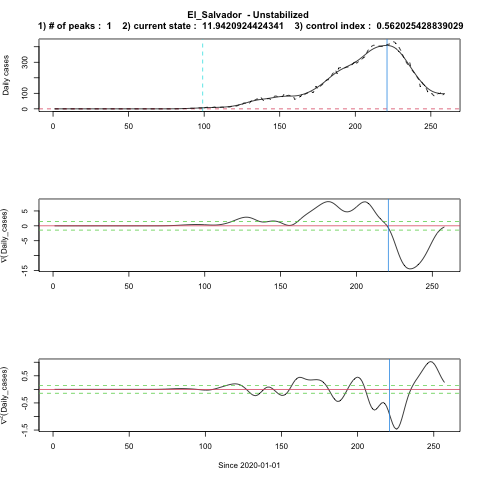 El_Salvador - Unstabilized
1) # of peaks : 1 2) current state : 11.9420924424341 3) control index : 0.562025428839029
Daily cases
300
100
0
0 50 100 150 200 250
∇(Daily_cases)
5
-5
-15
0 50 100 150 200 250
∇²(Daily_cases)
0.5
-0.5
-1.5
0 50 100 150 200 250
Since 2020-01-01